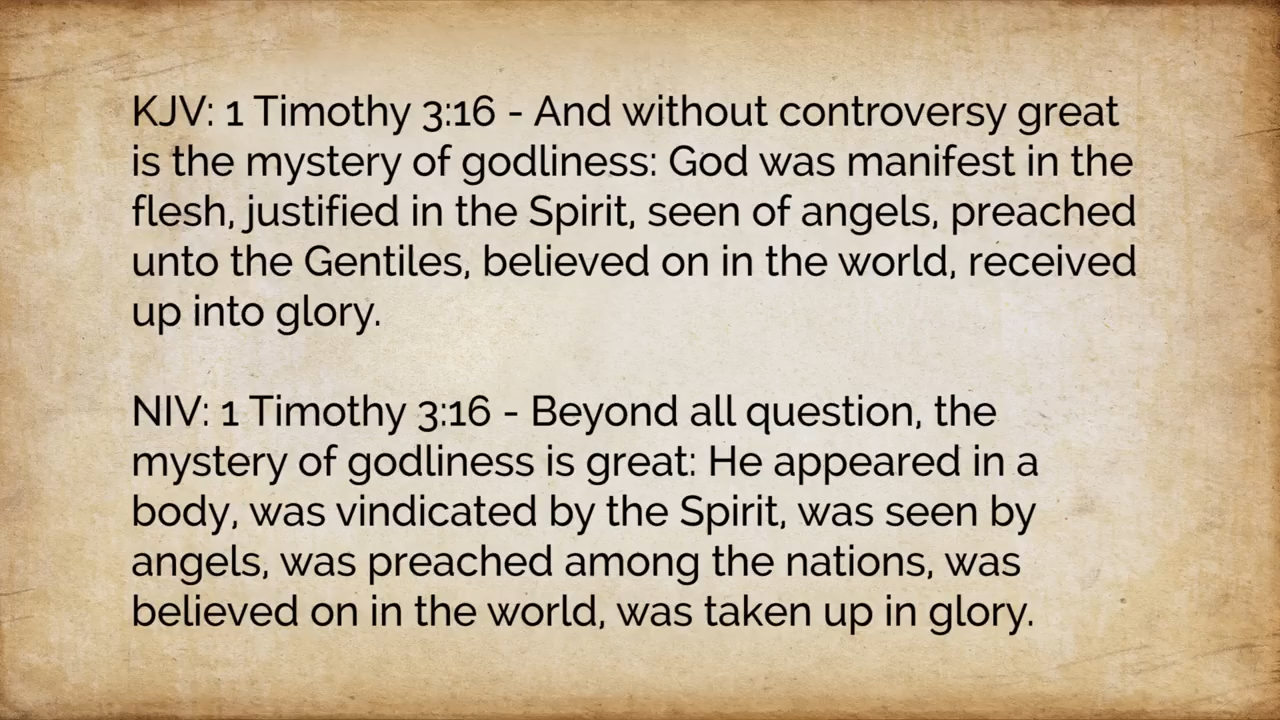 KJV: 1 Timothy 3:16 - And without controversy great
is the mystery of godliness: God was manifest in the
flesh, justified in the Spirit, seen of angels, preached
unto the Gentiles, believed on in the world, received
up into glory.
NIV: 1 Timothy 3:16 - Beyond all question, the
mystery of godliness is great: He appeared in a
body, was vindicated by the Spirit, was seen by
angels, was preached among the nations, was
believed on in the world, was taken up in glory.